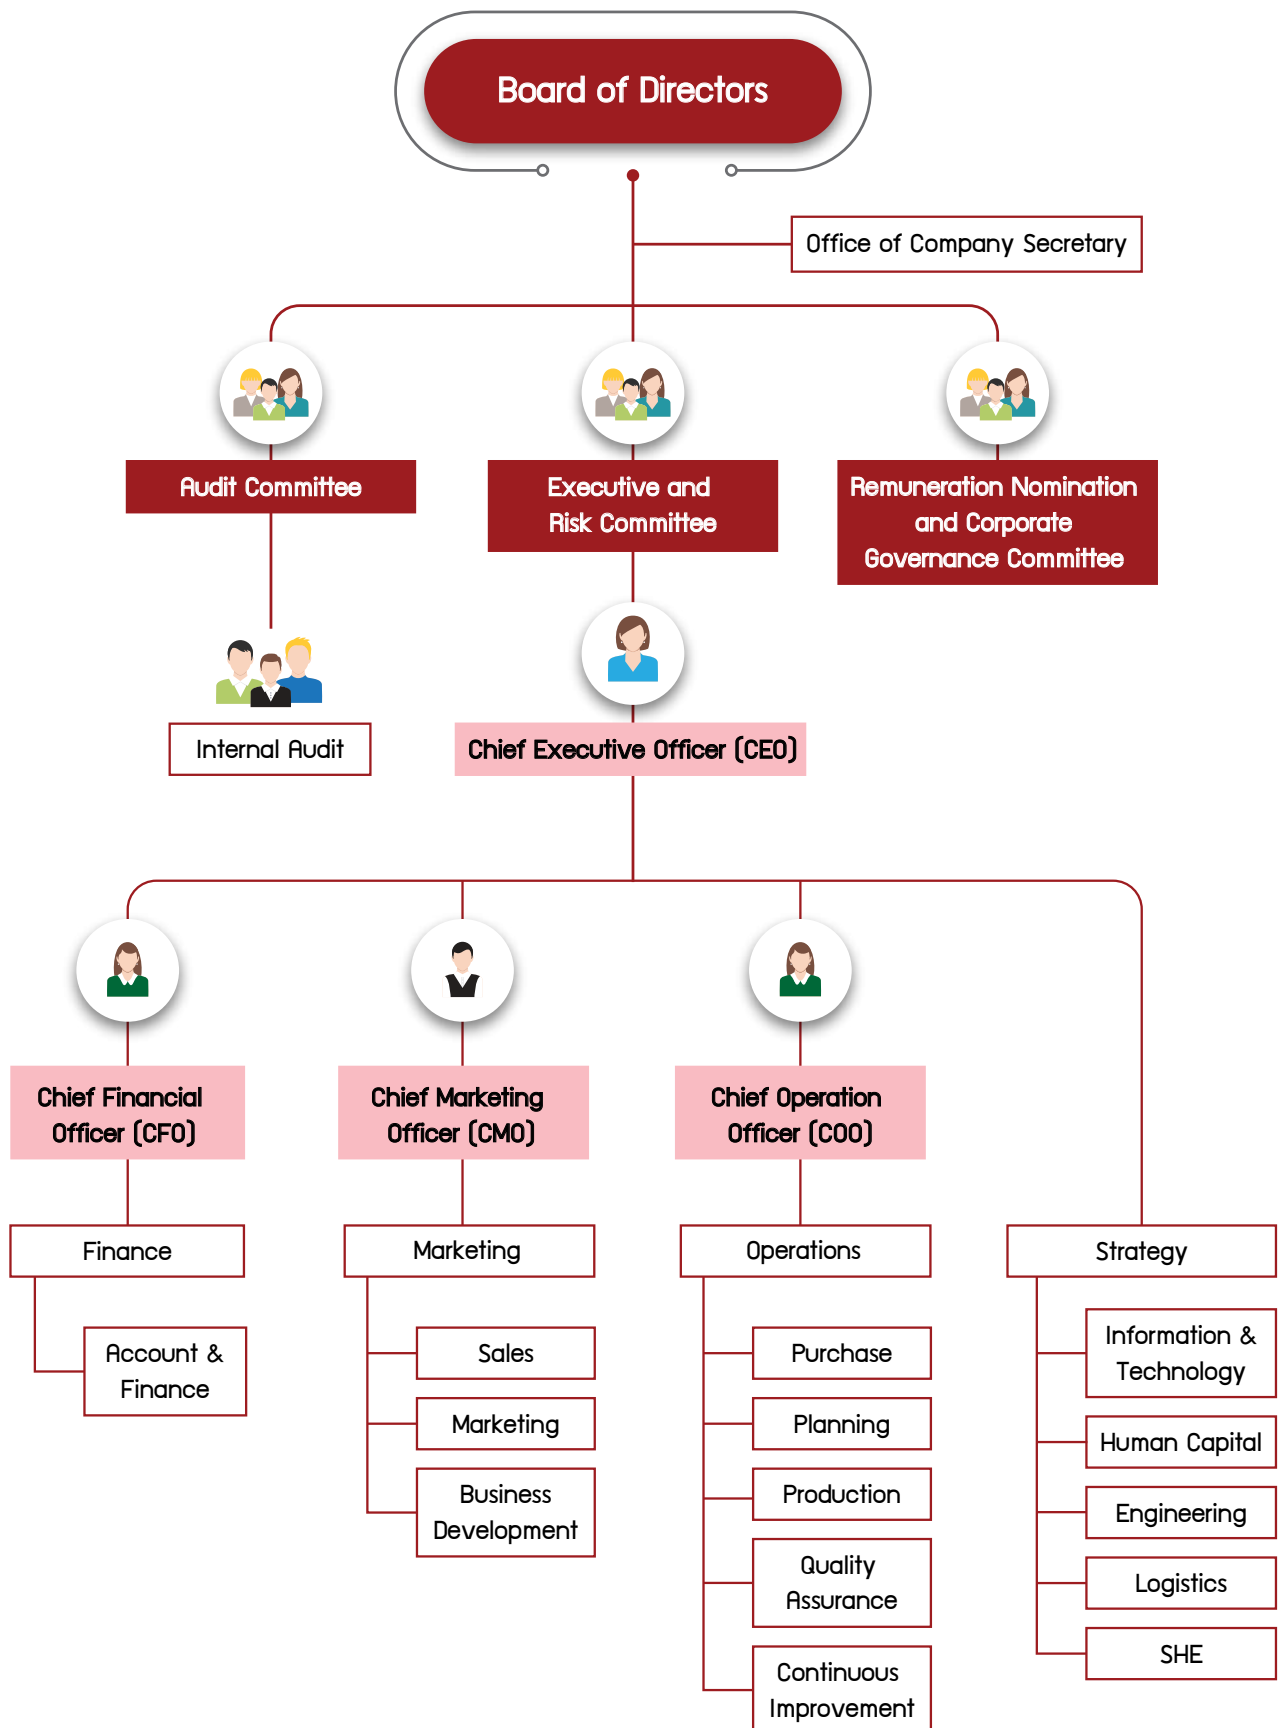 Board of Directors
Office of Company Secretary
Audit Committee
Executive and
Risk Committee
Remuneration Nomination
and Corporate
Governance Committee
Internal Audit
Chief Executive Officer (CEO)
Chief Financial
Officer (CFO)
Chief Marketing
Officer (CMO)
Chief Operation
Officer (COO)
Finance
Marketing
Operations
Strategy
Account &
Finance
Sales
Marketing
Business
Development
Purchase
Planning
Production
Quality
Assurance
Continuous
Improvement
Information &
Technology
Human Capital
Engineering
Logistics
SHE